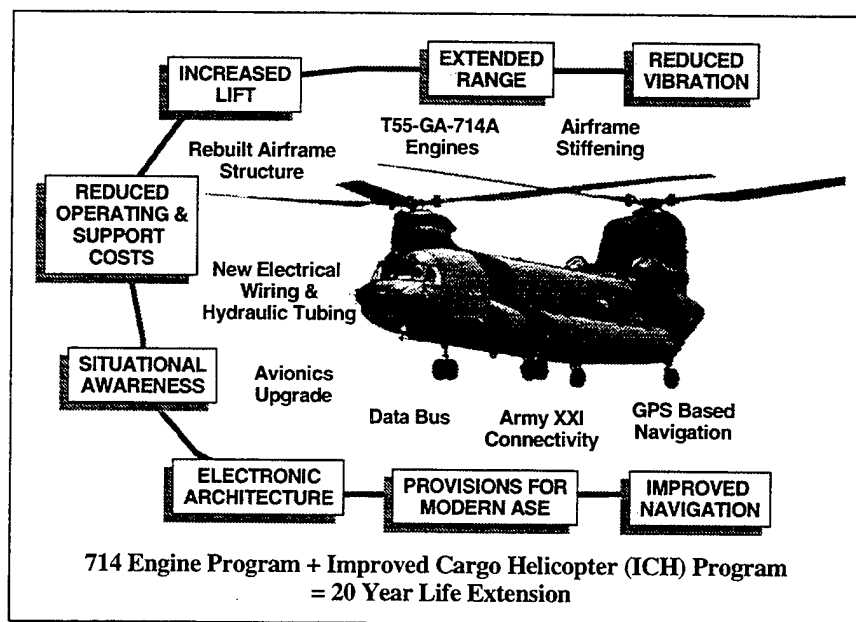 INCREASED
LIFT
EXTENDED
RANGE
REDUCED
VIBRATION
T55-GA-714A
Engines
Airframe
Stiffening
Rebuilt Airframe
Structure
REDUCED
OPERATING &
SUPPORT
COSTS
New Electrical
Wiring &
Hydraulic Tubing
SITUATIONAL
AWARENESS
Avionics
Upgrade
Data Bus
Army XXI
Connectivity
GPS Based
Navigation
ELECTRONIC
ARCHITECTURE
PROVISIONS FOR
MODERN ASE
IMPROVED
NAVIGATION
714 Engine Program + Improved Cargo Helicopter (ICH) Program
= 20 Year Life Extension